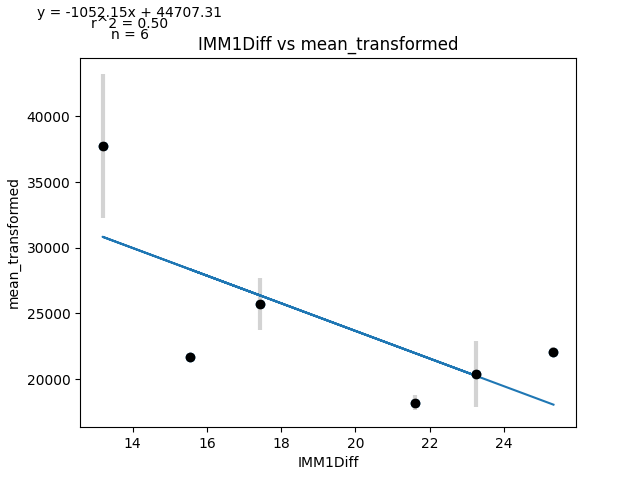 y = -1052.15x + 44707.31
r^2 = 0.50
n = 6
IMM1Diff vs mean_transformed
mean_transformed
40000
35000
30000
25000
20000
14
16
18
20
22
24
IMM1Diff